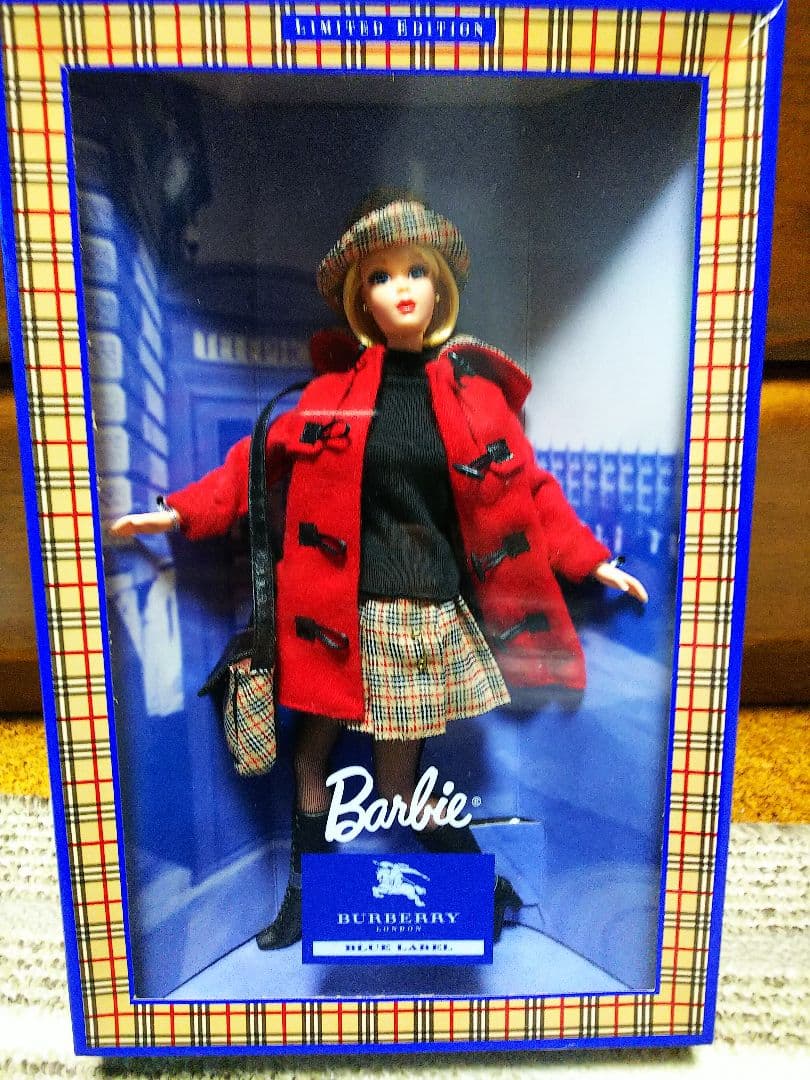 LIMITED EDITION
Barbie®
BURBERRY
LONDON
BLUE LABEL